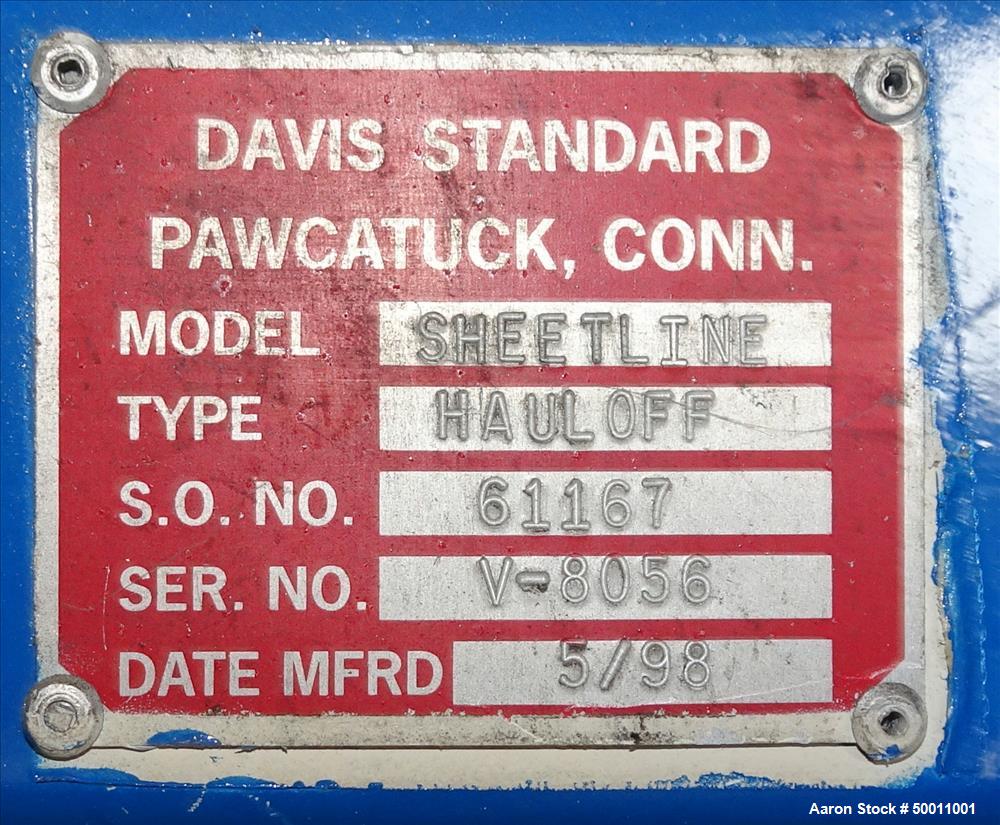 DAVIS STANDARD
PAWCATUCK, CONN.
MODEL SHEETLINE
TYPE HAULOFF
S.O. NO. 61167
SER. NO. V-8056
DATE MFRD 5/98
Aaron Stock # 50011001